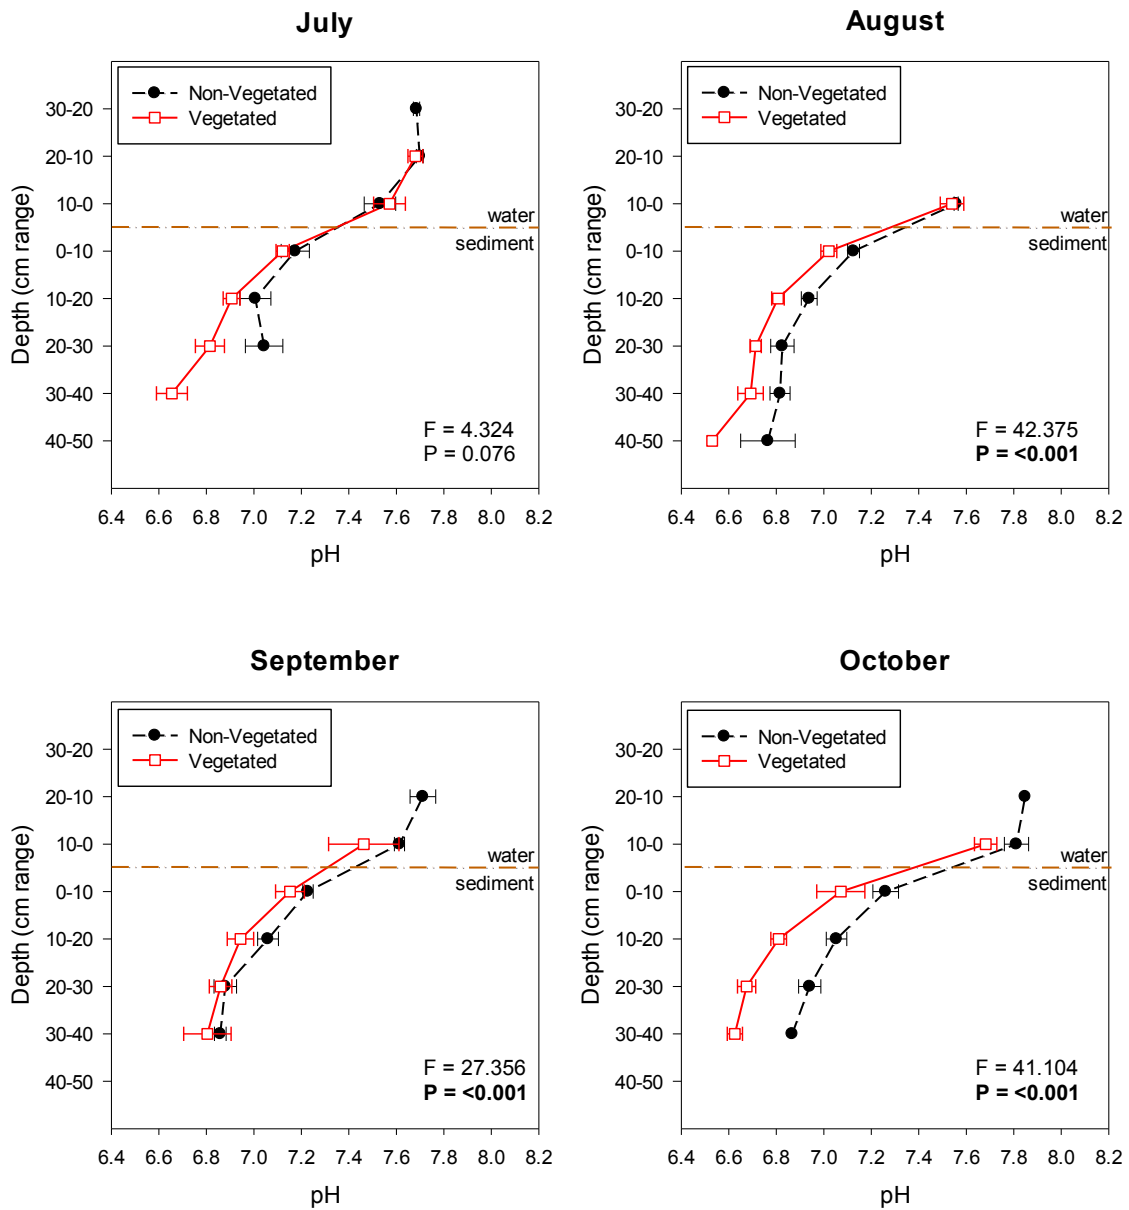 July
Non-Vegetated
Vegetated
30-20
20-10
10-0
0-10
10-20
20-30
30-40
40-50
Depth (cm range)
water
sediment
F = 4.324
P = 0.076
6.4 6.6 6.8 7.0 7.2 7.4 7.6 7.8 8.0 8.2
pH
August
Non-Vegetated
Vegetated
30-20
20-10
10-0
0-10
10-20
20-30
30-40
40-50
Depth (cm range)
water
sediment
F = 42.375
P = <0.001
6.4 6.6 6.8 7.0 7.2 7.4 7.6 7.8 8.0 8.2
pH
September
Non-Vegetated
Vegetated
30-20
20-10
10-0
0-10
10-20
20-30
30-40
40-50
Depth (cm range)
water
sediment
F = 27.356
P = <0.001
6.4 6.6 6.8 7.0 7.2 7.4 7.6 7.8 8.0 8.2
pH
October
Non-Vegetated
Vegetated
30-20
20-10
10-0
0-10
10-20
20-30
30-40
40-50
Depth (cm range)
water
sediment
F = 41.104
P = <0.001
6.4 6.6 6.8 7.0 7.2 7.4 7.6 7.8 8.0 8.2
pH